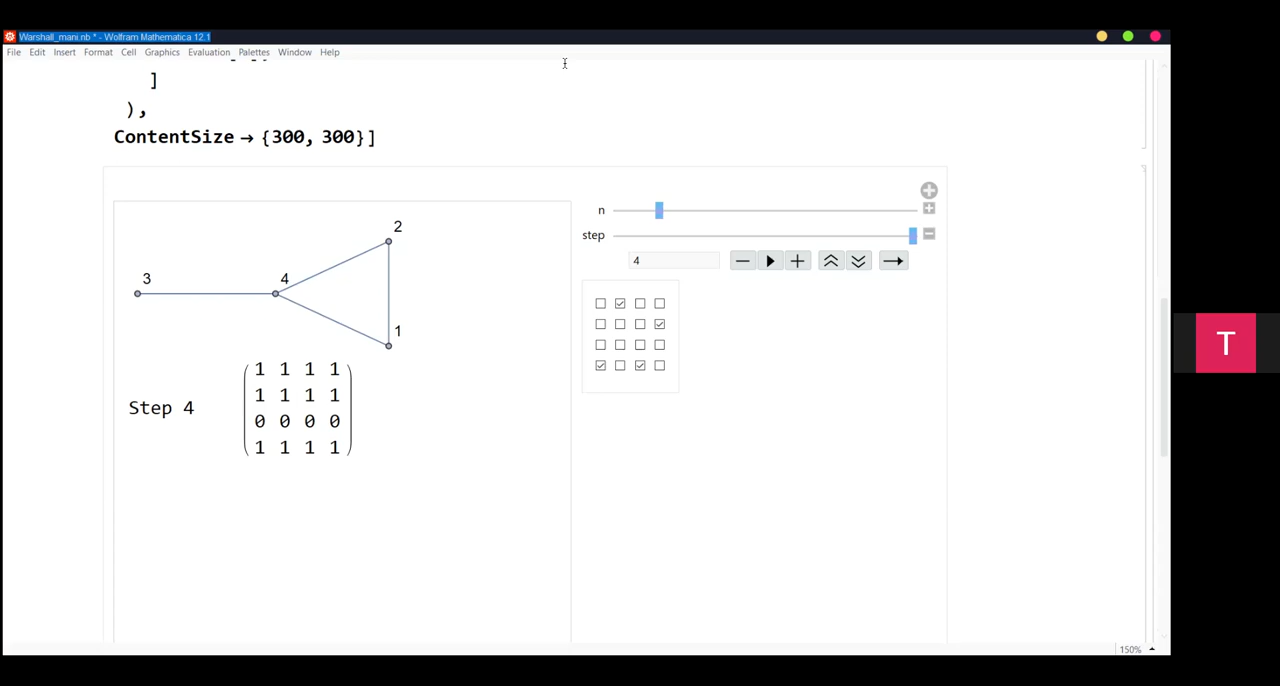 Warshall_mani.nb * - Wolfram Mathematica 12.1
File Edit Insert Format Cell Graphics Evaluation Palettes Window Help
]
),
ContentSize → {300, 300}]
n
step
4
2
3 4
1
Step 4
1 1 1 1
1 1 1 1
0 0 0 0
1 1 1 1
T
150%